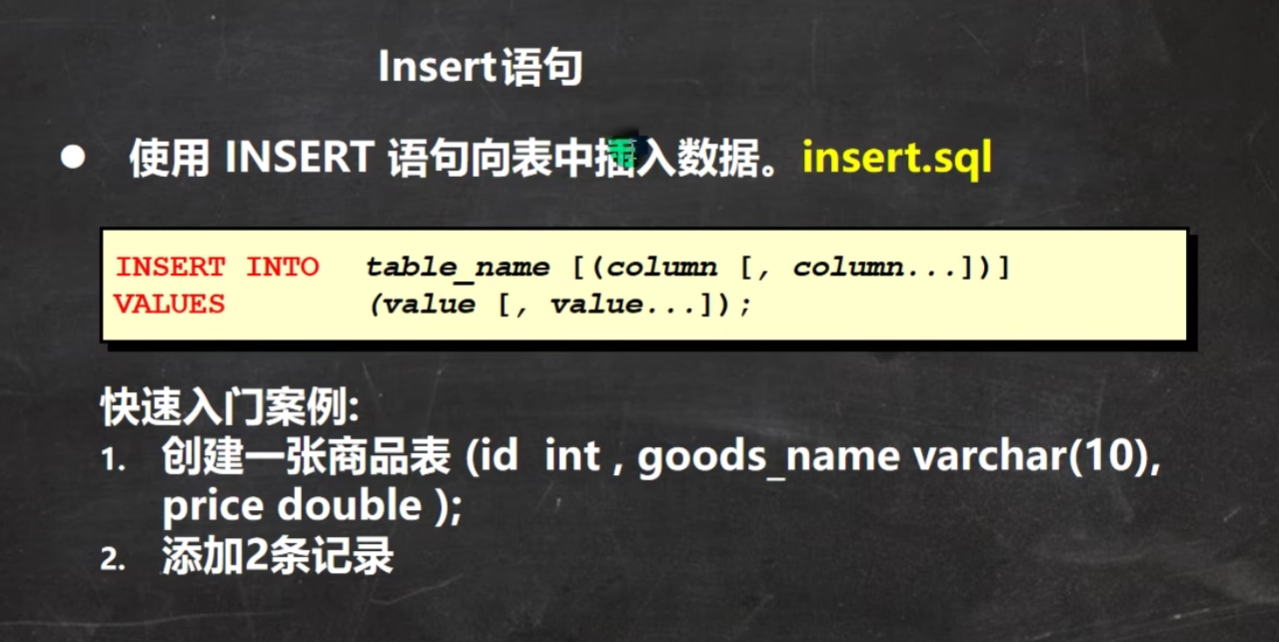 Insert语句
● 使用 INSERT 语句向表中插入数据。insert.sql
INSERT INTO table_name [(column [, column...])]
VALUES (value [, value...]);
快速入门案例:
1. 创建一张商品表 (id int , goods_name varchar(10),
price double );
2. 添加2条记录